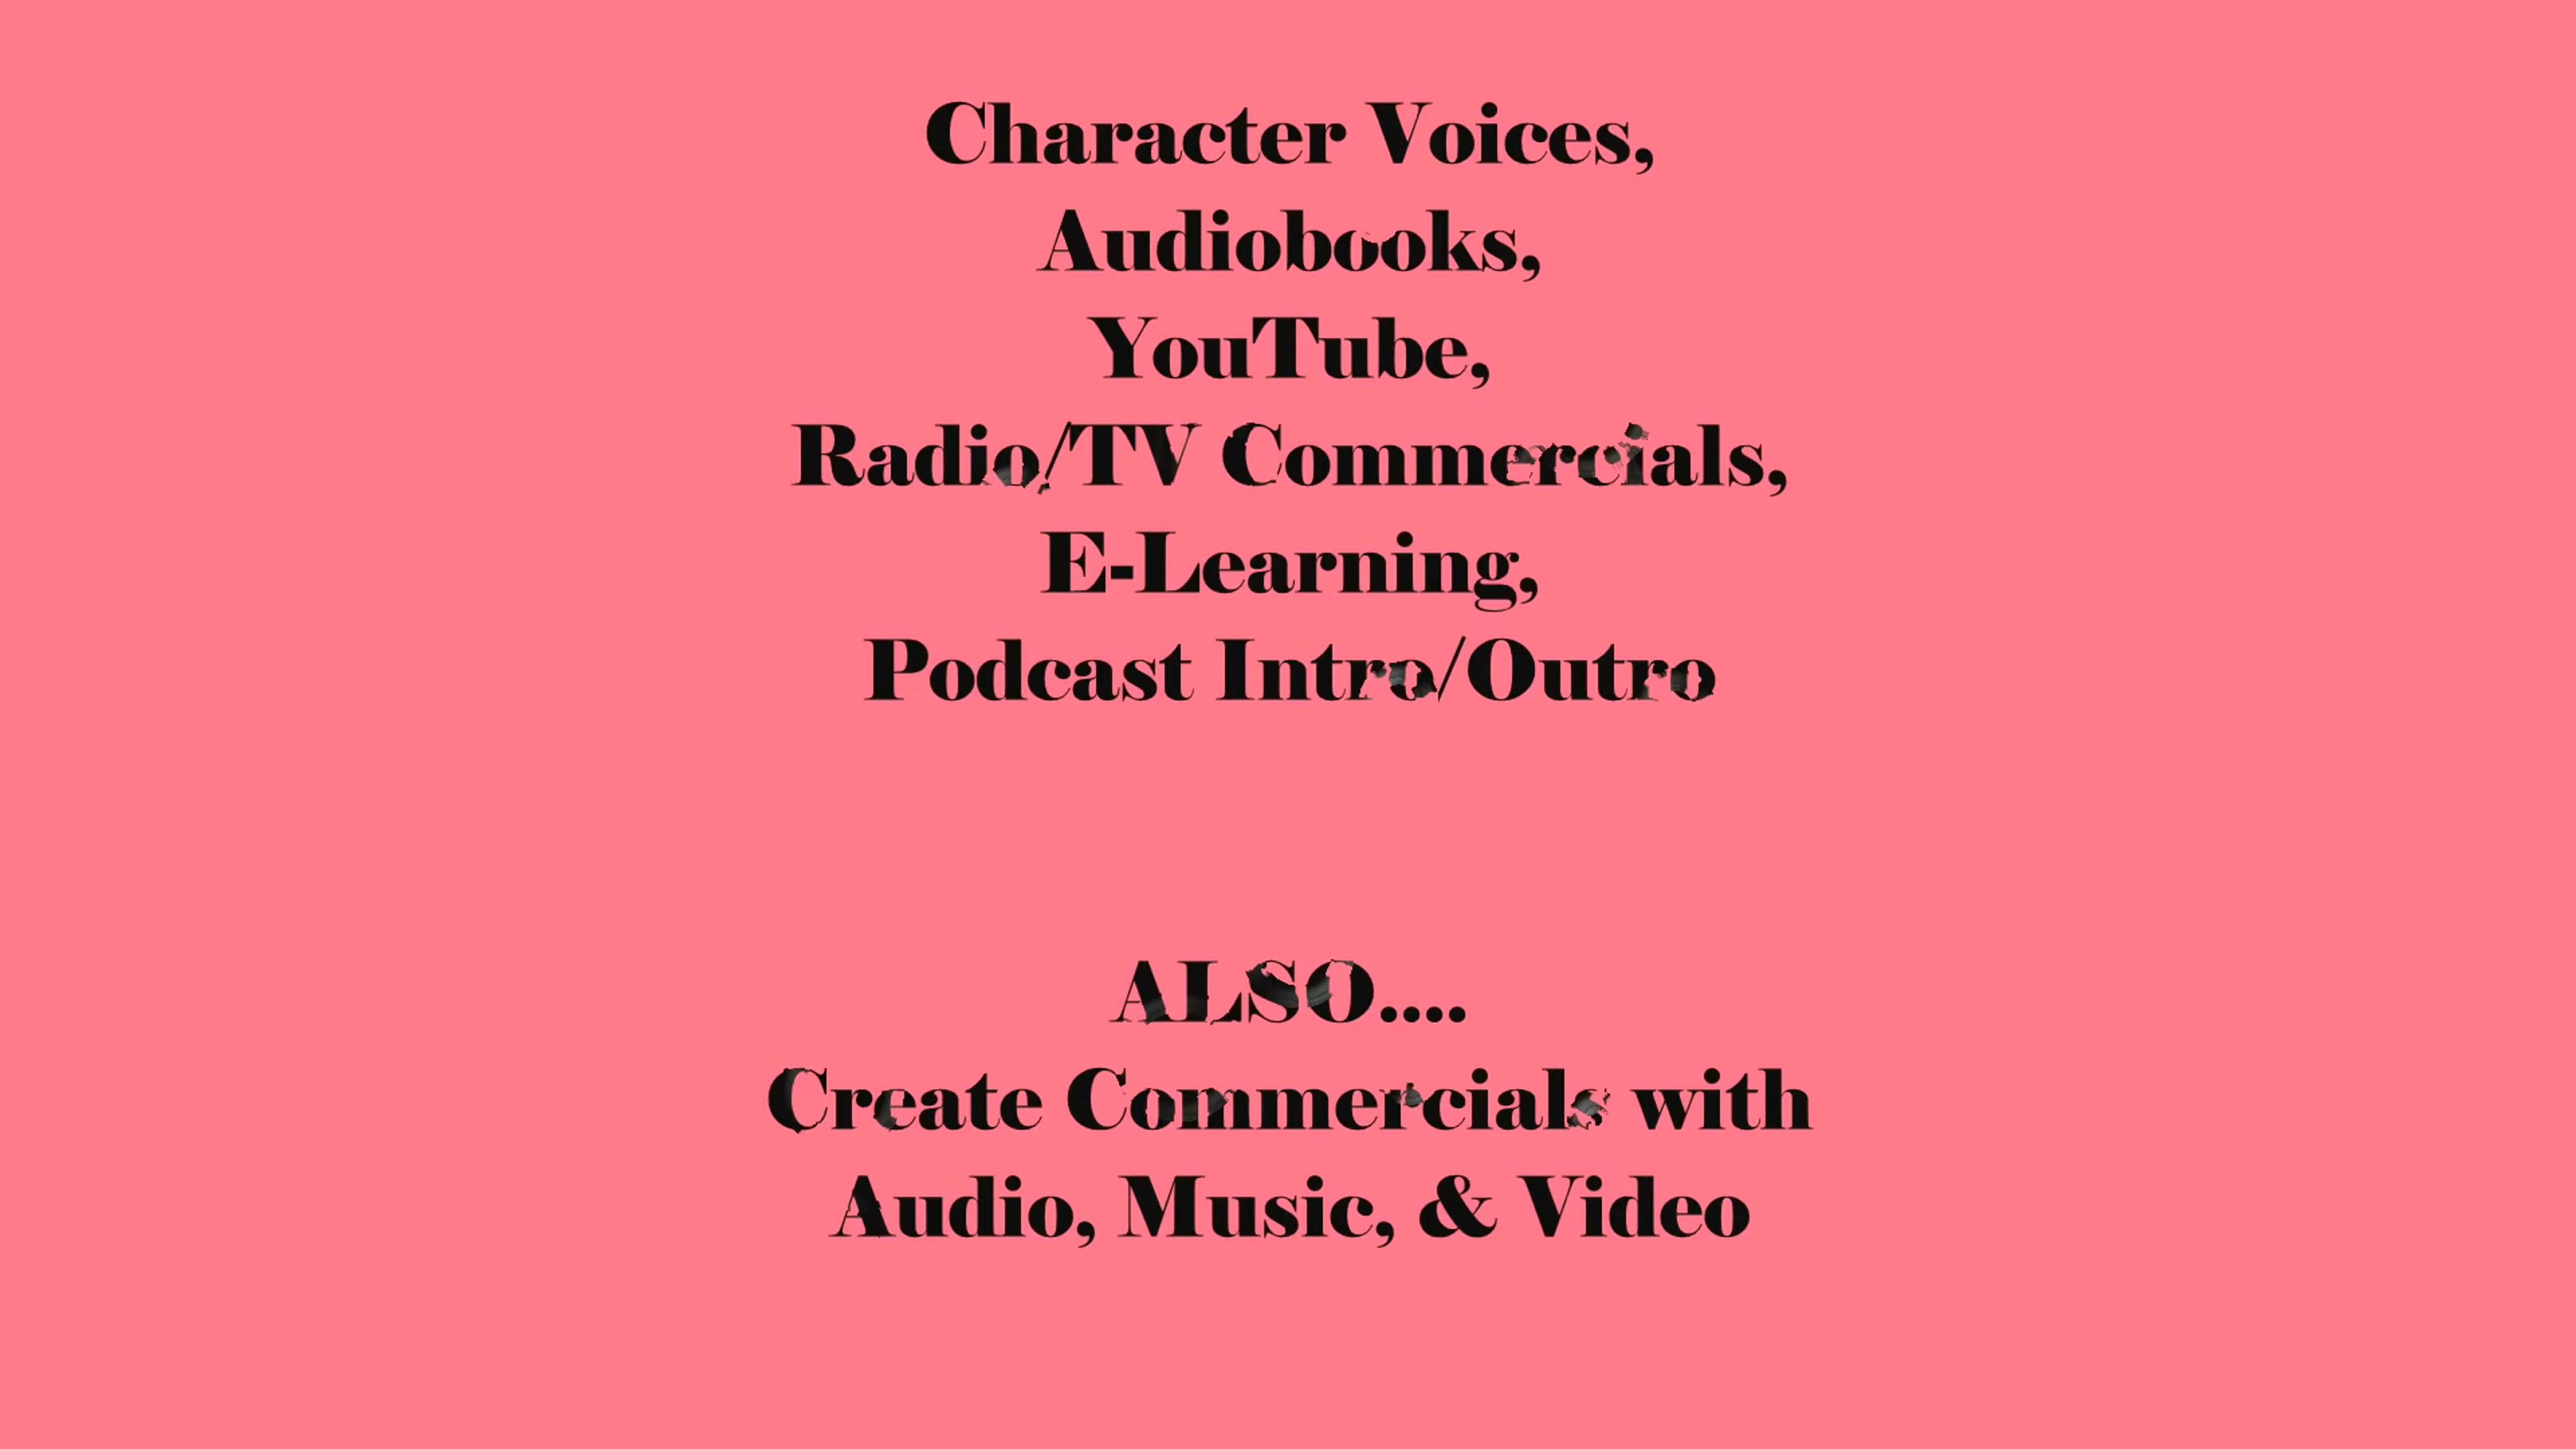 Character Voices,
Audiobooks,
YouTube,
Radio/TV Commercials,
E-Learning,
Podcast Intro/Outro
ALSO....
Create Commercials with
Audio, Music, & Video